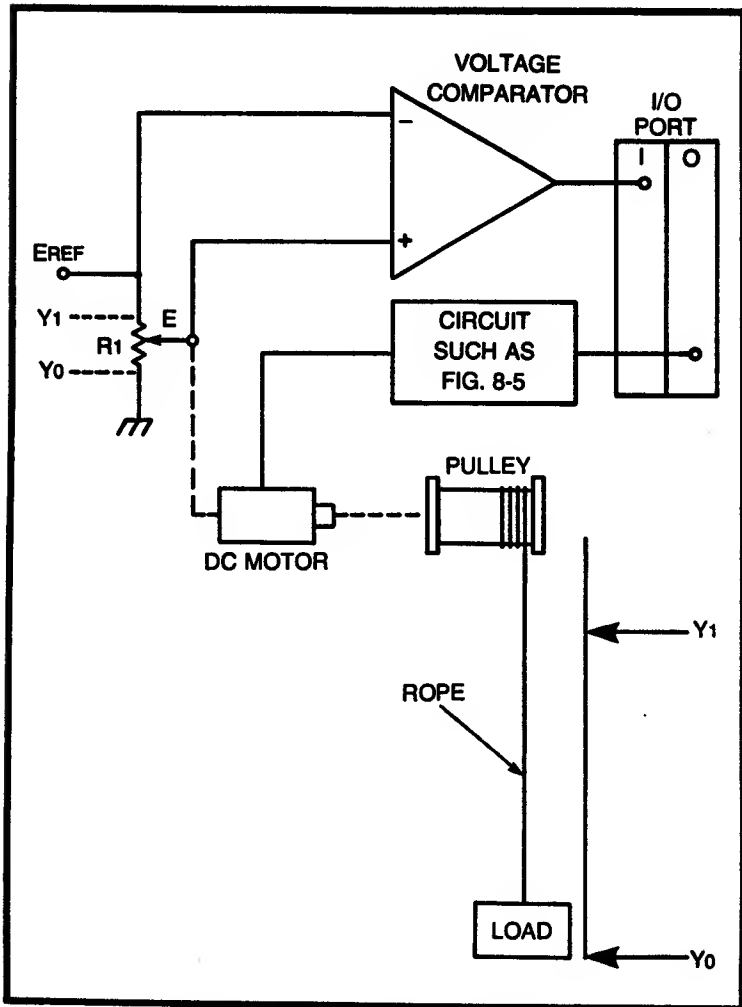 VOLTAGE
COMPARATOR
I/O
PORT
I O
−
+
EREF
Y1
E
R1
Y0
CIRCUIT
SUCH AS
FIG. 8-5
PULLEY
DC MOTOR
Y1
ROPE
LOAD
Y0